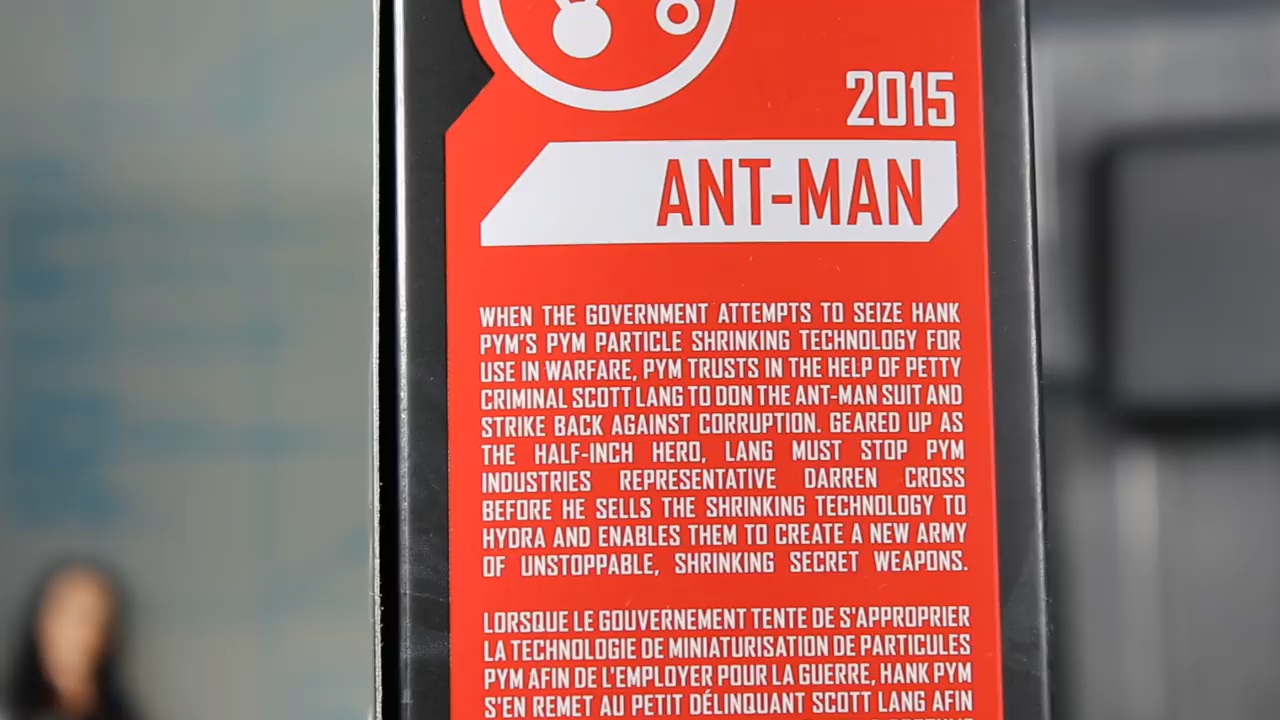 2015
ANT-MAN
WHEN THE GOVERNMENT ATTEMPTS TO SEIZE HANK
PYM'S PYM PARTICLE SHRINKING TECHNOLOGY FOR
USE IN WARFARE, PYM TRUSTS IN THE HELP OF PETTY
CRIMINAL SCOTT LANG TO DON THE ANT-MAN SUIT AND
STRIKE BACK AGAINST CORRUPTION. GEARED UP AS
THE HALF-INCH HERO, LANG MUST STOP PYM
INDUSTRIES REPRESENTATIVE DARREN CROSS
BEFORE HE SELLS THE SHRINKING TECHNOLOGY TO
HYDRA AND ENABLES THEM TO CREATE A NEW ARMY
OF UNSTOPPABLE, SHRINKING SECRET WEAPONS.
LORSQUE LE GOUVERNEMENT TENTE DE S'APPROPRIER
LA TECHNOLOGIE DE MINIATURISATION DE PARTICULES
PYM AFIN DE L'EMPLOYER POUR LA GUERRE, HANK PYM
S'EN REMET AU PETIT DÉLINQUANT SCOTT LANG AFIN